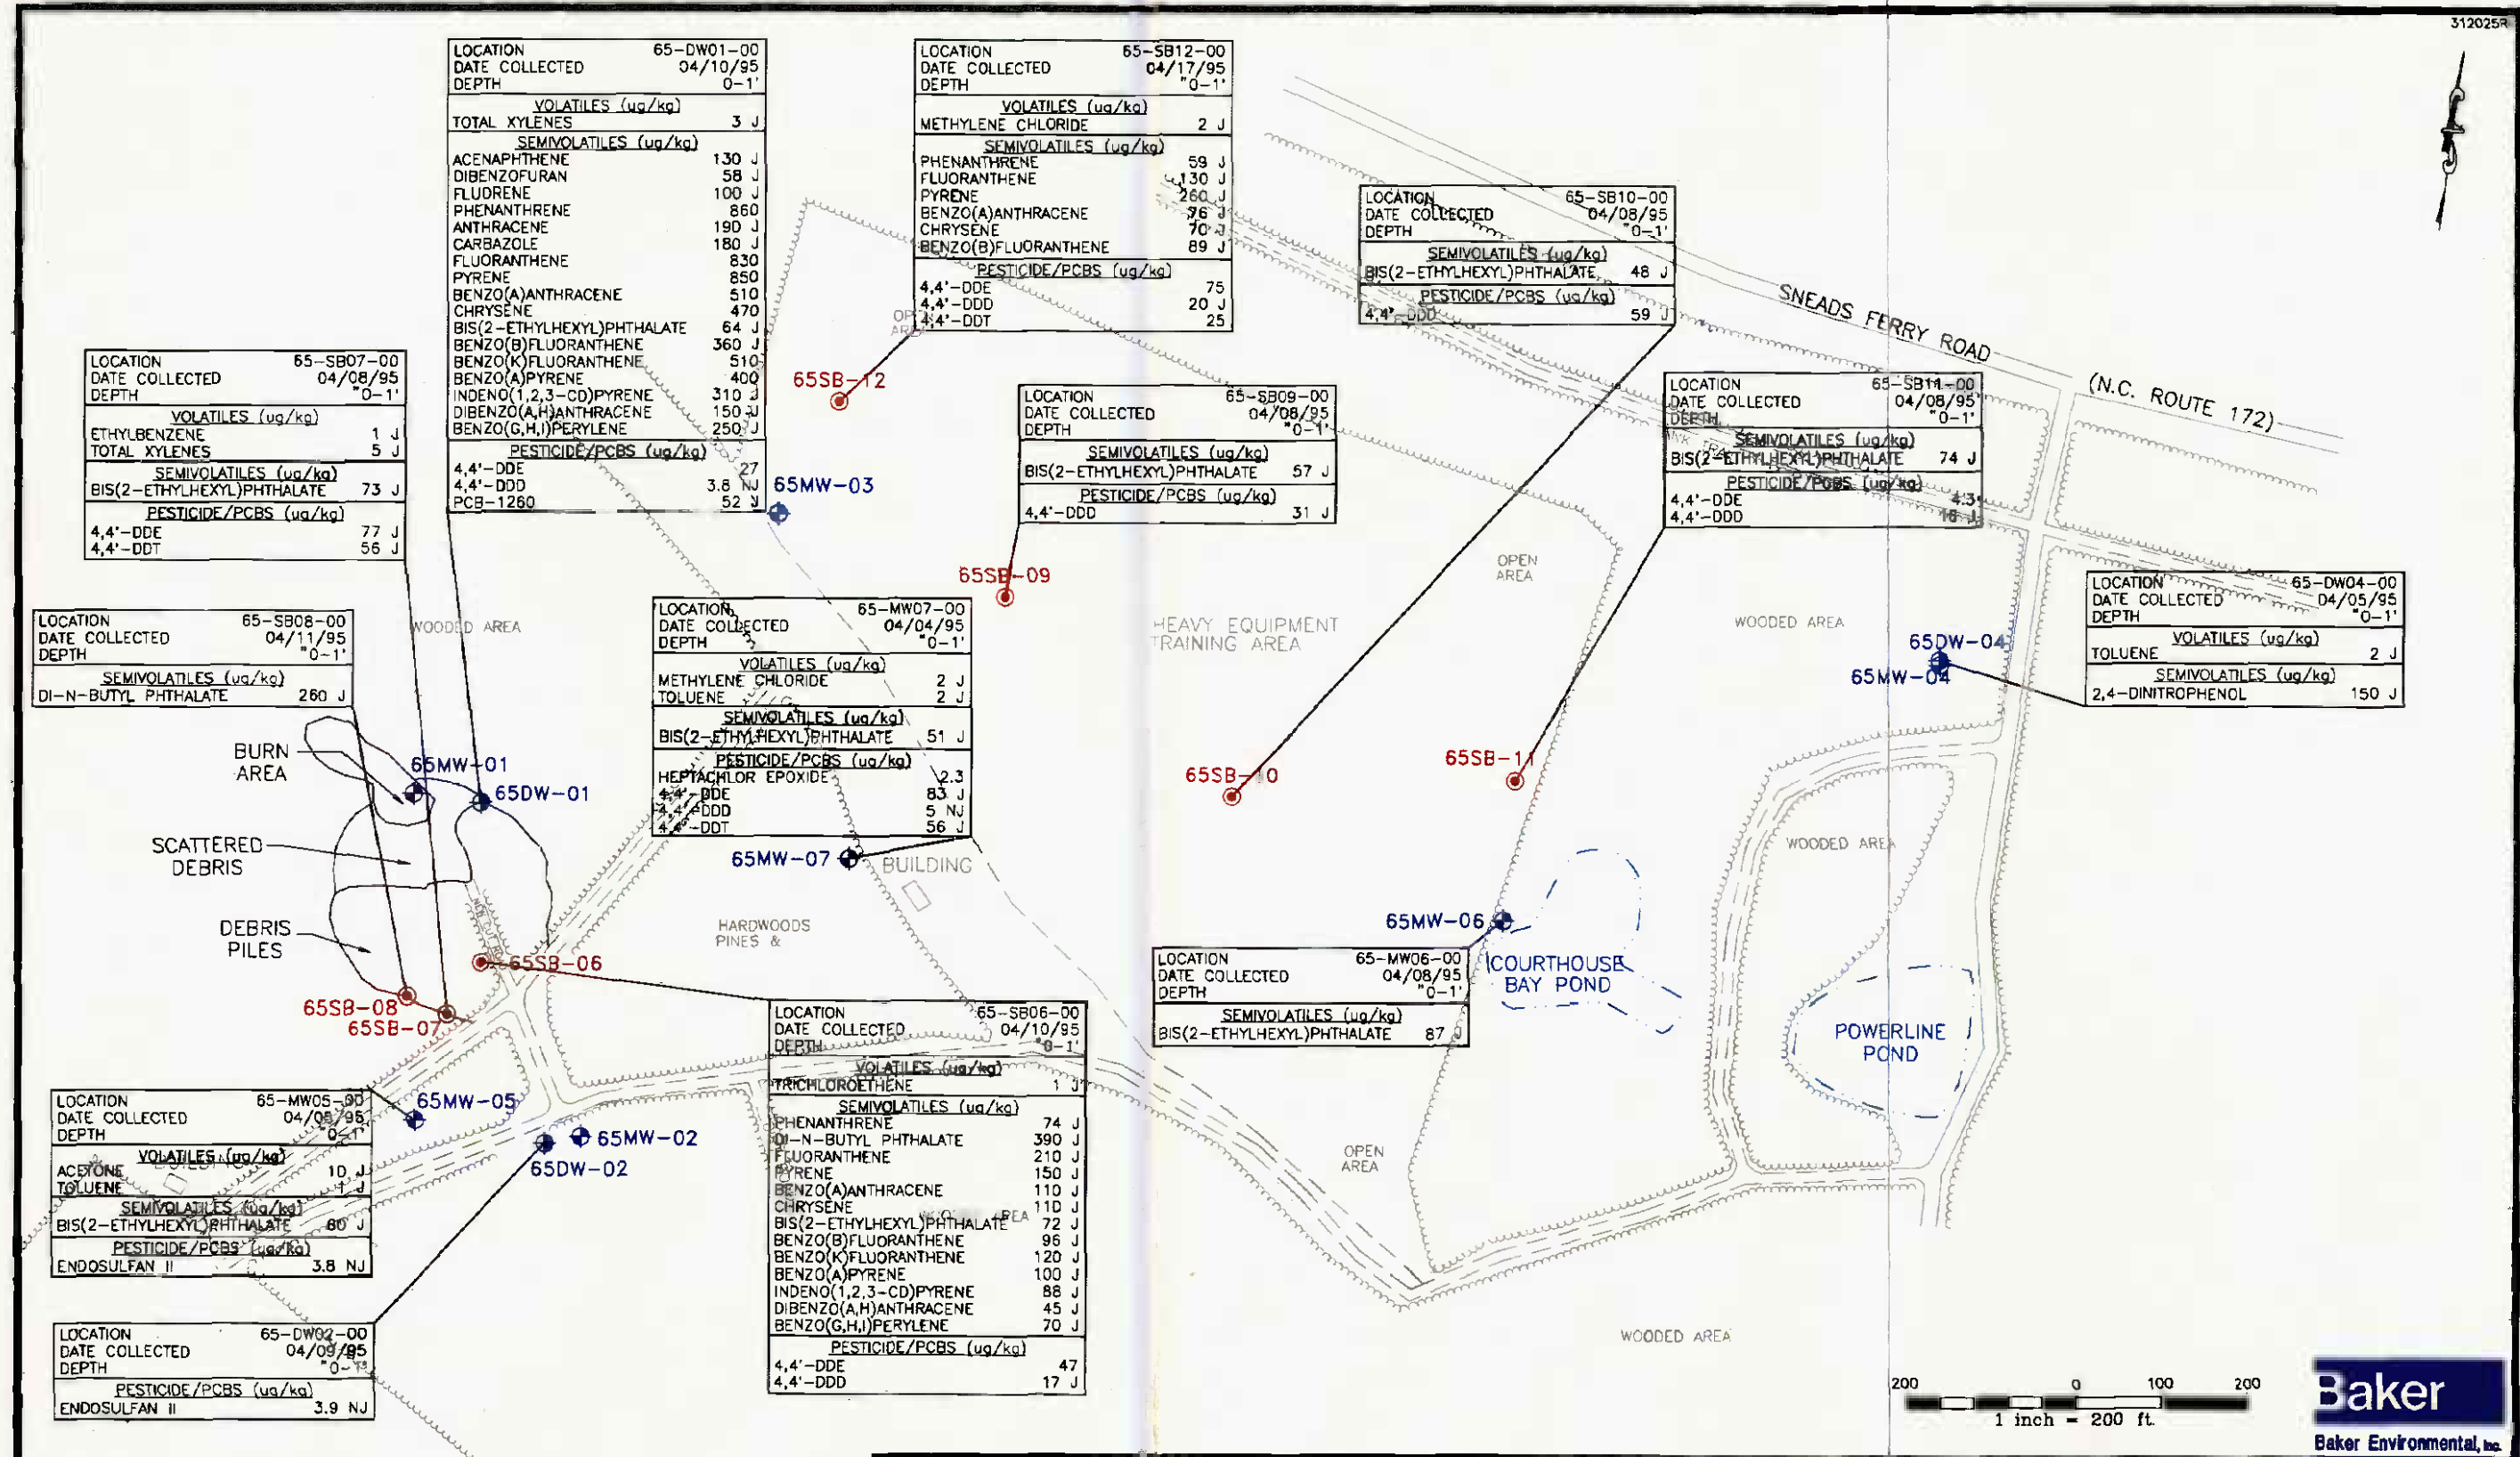 312025R
LOCATION 65-DW01-00
DATE COLLECTED 04/10/95
DEPTH 0-1'
VOLATILES (ug/kg)
TOTAL XYLENES 3 J
SEMIVOLATILES (ug/kg)
ACENAPHTHENE 130 J
DIBENZOFURAN 58 J
FLUDRENE 100 J
PHENANTHRENE 860
ANTHRACENE 190 J
CARBAZOLE 180 J
FLUORANTHENE 830
PYRENE 850
BENZO(A)ANTHRACENE 510
CHRYSENE 470
BIS(2-ETHYLHEXYL)PHTHALATE 64 J
BENZO(B)FLUORANTHENE 360 J
BENZO(K)FLUORANTHENE 510
BENZO(A)PYRENE 400
INDENO(1,2,3-CD)PYRENE 310 J
DIBENZO(A,H)ANTHRACENE 150 J
BENZO(G,H,I)PERYLENE 250 J
PESTICIDE/PCBS (ug/kg)
4,4'-DDE 27
4,4'-DDD 3.8 NJ
PCB-1260 52 J
LOCATION 65-SB12-00
DATE COLLECTED 04/17/95
DEPTH "0-1'
VOLATILES (ug/kg)
METHYLENE CHLORIDE 2 J
SEMIVOLATILES (ug/kg)
PHENANTHRENE 59 J
FLUORANTHENE 130 J
PYRENE 260 J
BENZO(A)ANTHRACENE 76 J
CHRYSENE 70 J
BENZO(B)FLUORANTHENE 89 J
PESTICIDE/PCBS (ug/kg)
4,4'-DDE 75
4,4'-DDD 20 J
4,4'-DDT 25
LOCATION 65-SB10-00
DATE COLLECTED 04/08/95
DEPTH "0-1'
SEMIVOLATILES (ug/kg)
BIS(2-ETHYLHEXYL)PHTHALATE 48 J
PESTICIDE/PCBS (ug/kg)
4,4'-DDD 59 J
SNEADS FERRY ROAD
(N.C. ROUTE 172)
LOCATION 65-SB07-00
DATE COLLECTED 04/08/95
DEPTH "0-1'
VOLATILES (ug/kg)
ETHYLBENZENE 1 J
TOTAL XYLENES 5 J
SEMIVOLATILES (ug/kg)
BIS(2-ETHYLHEXYL)PHTHALATE 73 J
PESTICIDE/PCBS (ug/kg)
4,4'-DDE 77 J
4,4'-DDT 56 J
65SB-12
65MW-03
LOCATION 65-SB09-00
DATE COLLECTED 04/08/95
DEPTH "0-1'
SEMIVOLATILES (ug/kg)
BIS(2-ETHYLHEXYL)PHTHALATE 57 J
PESTICIDE/PCBS (ug/kg)
4,4'-DDD 31 J
LOCATION 65-SB11-00
DATE COLLECTED 04/08/95
DEPTH "0-1'
SEMIVOLATILES (ug/kg)
BIS(2-ETHYLHEXYL)PHTHALATE 74 J
PESTICIDE/PCBS (ug/kg)
4,4'-DDE 4.3
4,4'-DDD J
65SB-09
OPEN
AREA
LOCATION 65-SB08-00
DATE COLLECTED 04/11/95
DEPTH "0-1'
SEMIVOLATILES (ug/kg)
DI-N-BUTYL PHTHALATE 260 J
WOODED AREA
LOCATION 65-MW07-00
DATE COLLECTED 04/04/95
DEPTH "0-1'
VOLATILES (ug/kg)
METHYLENE CHLORIDE 2 J
TOLUENE 2 J
SEMIVOLATILES (ug/kg)
BIS(2-ETHYLHEXYL)PHTHALATE 51 J
PESTICIDE/PCBS (ug/kg)
HEPTACHLOR EPOXIDE 2.3
4,4'-DDE 83 J
4,4'-DDD 5 NJ
4,4'-DDT 56 J
HEAVY EQUIPMENT
TRAINING AREA
WOODED AREA
65DW-04
65MW-04
LOCATION 65-DW04-00
DATE COLLECTED 04/05/95
DEPTH "0-1'
VOLATILES (ug/kg)
TOLUENE 2 J
SEMIVOLATILES (ug/kg)
2,4-DINITROPHENOL 150 J
BURN
AREA
65MW-01
65DW-01
SCATTERED
DEBRIS
DEBRIS
PILES
65SB-10
65SB-11
65MW-07
BUILDING
HARDWOODS
PINES &
WOODED AREA
65MW-06
COURTHOUSE
BAY POND
POWERLINE
POND
65SB-06
65SB-08
65SB-07
LOCATION 65-MW06-00
DATE COLLECTED 04/08/95
DEPTH "0-1'
SEMIVOLATILES (ug/kg)
BIS(2-ETHYLHEXYL)PHTHALATE 87 J
LOCATION 65-SB06-00
DATE COLLECTED 04/10/95
DEPTH "0-1'
VOLATILES (ug/kg)
TRICHLOROETHENE 1 J
SEMIVOLATILES (ug/kg)
PHENANTHRENE 74 J
DI-N-BUTYL PHTHALATE 390 J
FLUORANTHENE 210 J
PYRENE 150 J
BENZO(A)ANTHRACENE 110 J
CHRYSENE 110 J
BIS(2-ETHYLHEXYL)PHTHALATE 72 J
BENZO(B)FLUORANTHENE 96 J
BENZO(K)FLUORANTHENE 120 J
BENZO(A)PYRENE 100 J
INDENO(1,2,3-CD)PYRENE 88 J
DIBENZO(A,H)ANTHRACENE 45 J
BENZO(G,H,I)PERYLENE 70 J
PESTICIDE/PCBS (ug/kg)
4,4'-DDE 47
4,4'-DDD 17 J
LOCATION 65-MW05-00
DATE COLLECTED 04/05/95
DEPTH "0-1'
VOLATILES (ug/kg)
ACETONE 10 J
TOLUENE 1 J
SEMIVOLATILES (ug/kg)
BIS(2-ETHYLHEXYL)PHTHALATE 80 J
PESTICIDE/PCBS (ug/kg)
ENDOSULFAN II 3.8 NJ
65MW-05
65MW-02
65DW-02
OPEN
AREA
LOCATION 65-DW02-00
DATE COLLECTED 04/09/95
DEPTH "0-1'
PESTICIDE/PCBS (ug/kg)
ENDOSULFAN II 3.9 NJ
WOODED AREA
200 0 100 200
1 inch = 200 ft.
Baker
Baker Environmental, Inc.